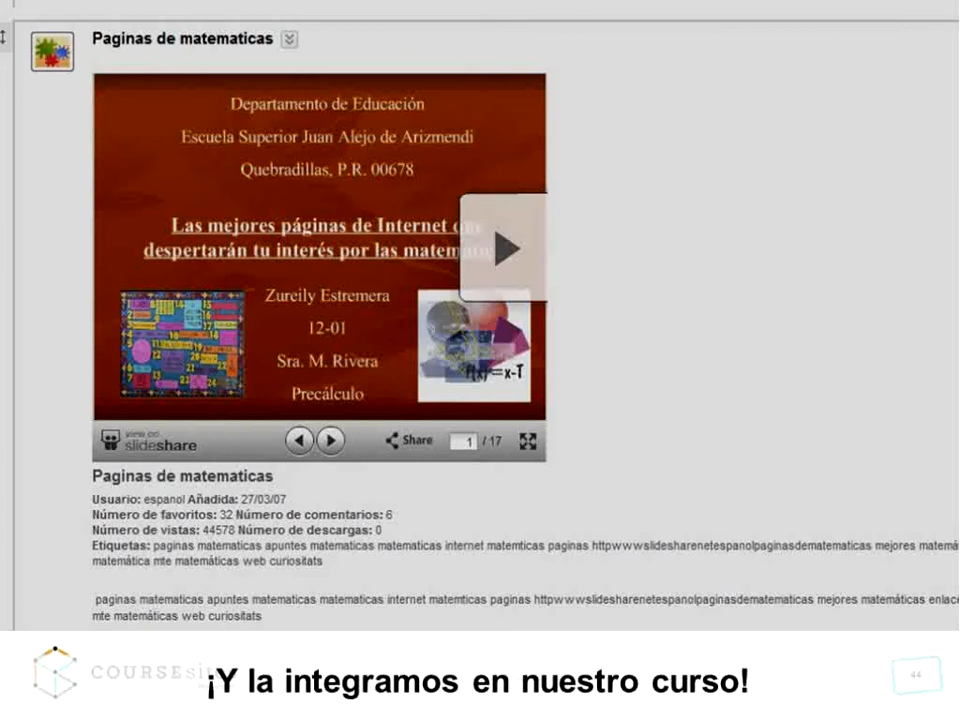 Paginas de matematicas
Departamento de Educación
Escuela Superior Juan Alejo de Arizmendi
Quebradillas, P.R. 00678
Las mejores páginas de Internet
despertarán tu interés por las
Zureily Estremera
12-01
Sra. M. Rivera
Precálculo
f(x)=x-T
view on
slideshare
Share
1 / 17
Paginas de matematicas
Usuario: espanol Añadida: 27/03/07
Número de favoritos: 32 Número de comentarios: 6
Número de vistas: 44578 Número de descargas: 0
Etiquetas: paginas matematicas apuntes matematicas matematicas internet matemticas paginas httpwwwslidesharenetespanolpaginasdematematicas mejores matemá
matemática mte matemáticas web curiositats
paginas matematicas apuntes matematicas matematicas internet matemticas paginas httpwwwslidesharenetespanolpaginasdematematicas mejores matemáticas enlac
mte matemáticas web curiositats
COURSEsi
¡Y la integramos en nuestro curso!
44